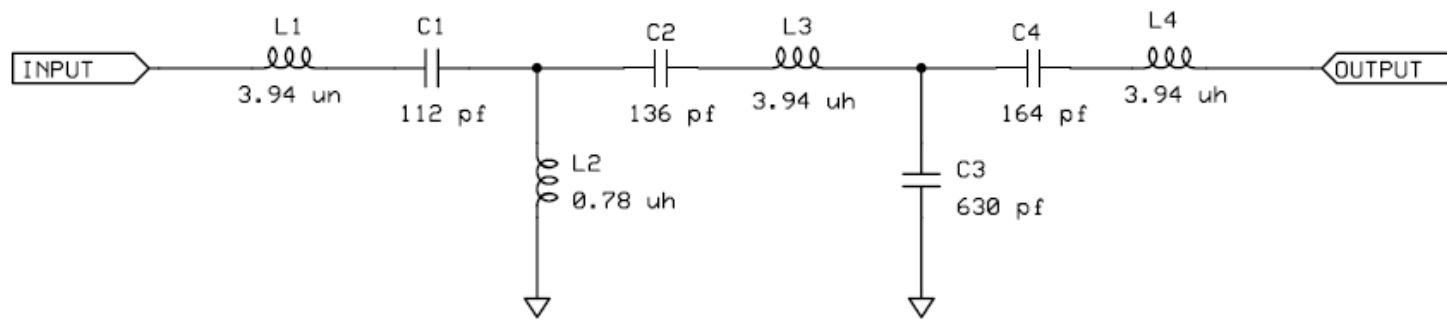 INPUT
L1
3.94 un
C1
112 pf
L2
0.78 uh
C2
136 pf
L3
3.94 uh
C3
630 pf
C4
164 pf
L4
3.94 uh
OUTPUT